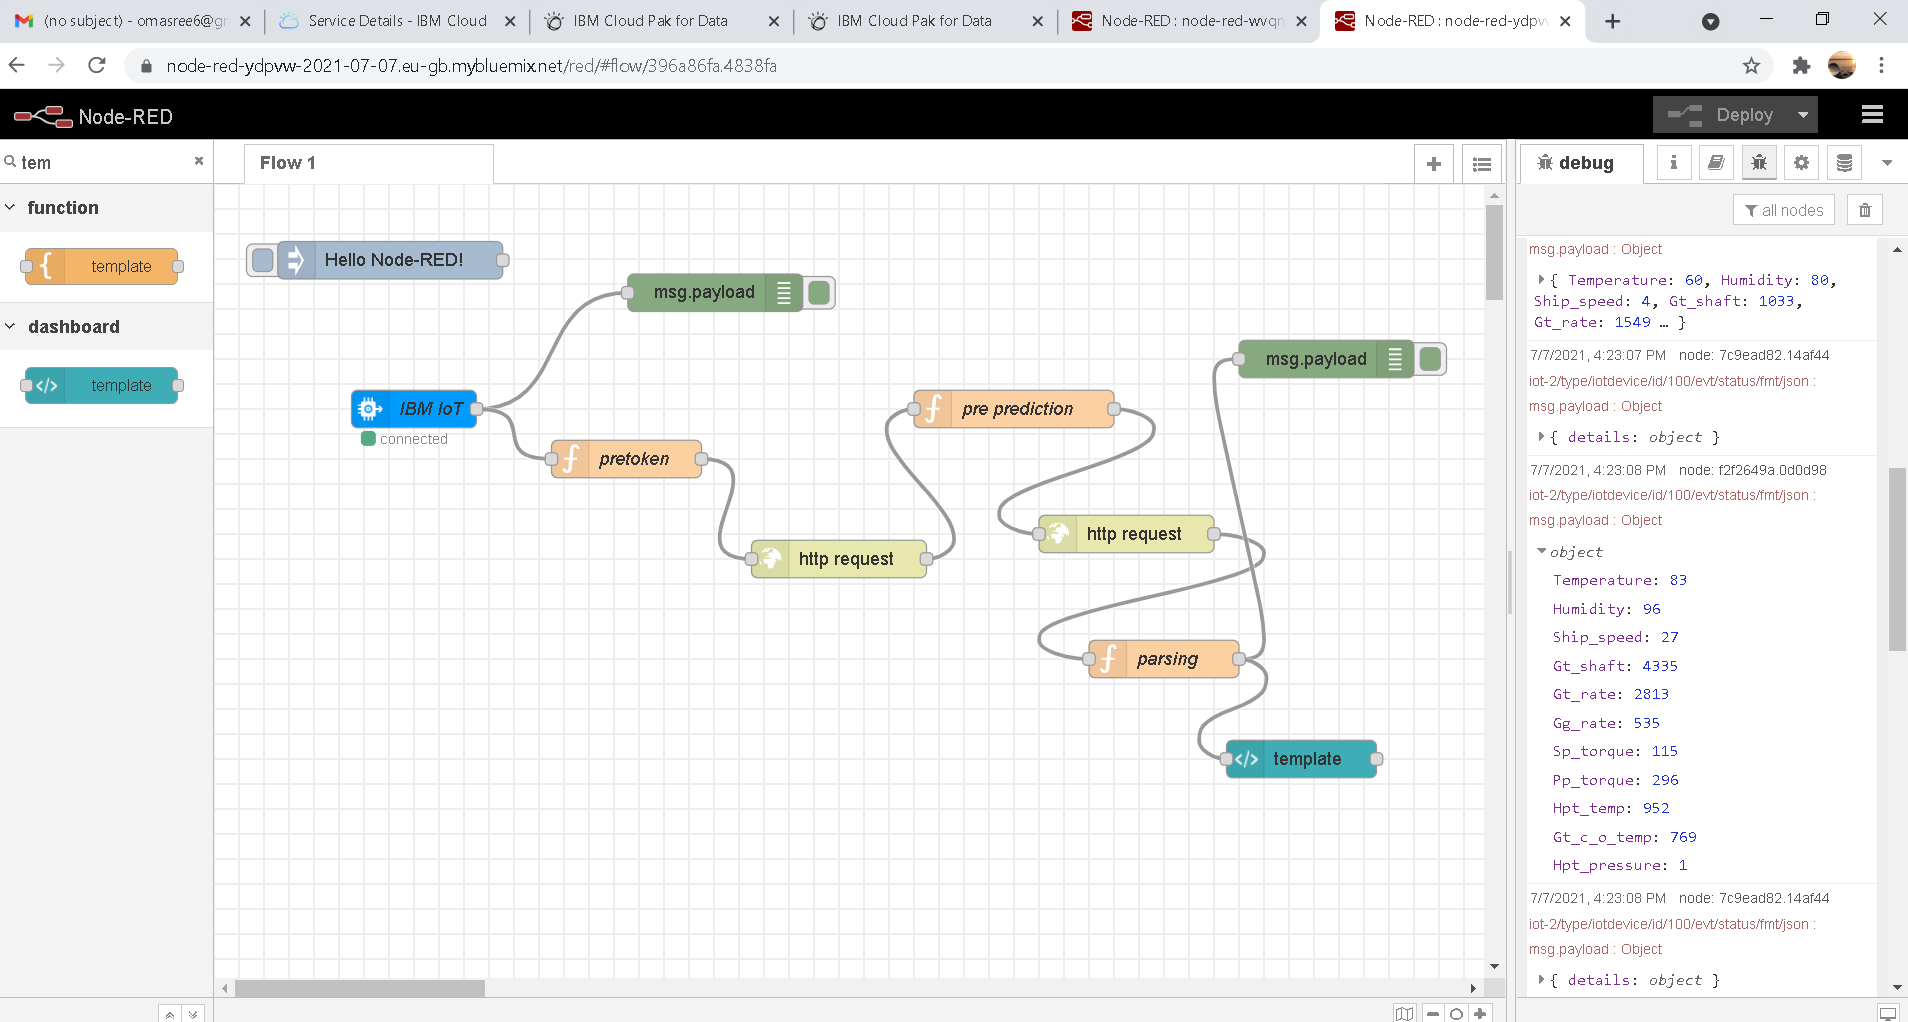 (no subject) - omasree6@gm
Service Details - IBM Cloud
IBM Cloud Pak for Data
IBM Cloud Pak for Data
Node-RED : node-red-wvqn
Node-RED : node-red-ydpvw
node-red-ydpvw-2021-07-07.eu-gb.mybluemix.net/red/#flow/396a86fa.4838fa
Node-RED
Deploy
tem
Flow 1
debug
function
all nodes
template
dashboard
template
Hello Node-RED!
msg.payload
msg.payload
IBM IoT
connected
pretoken
pre prediction
http request
http request
parsing
template
msg.payload : Object
{ Temperature: 60, Humidity: 80,
Ship_speed: 4, Gt_shaft: 1033,
Gt_rate: 1549 … }
7/7/2021, 4:23:07 PM node: 7c9ead82.14af44
iot-2/type/iotdevice/id/100/evt/status/fmt/json :
msg.payload : Object
{ details: object }
7/7/2021, 4:23:08 PM node: f2f2649a.0d0d98
iot-2/type/iotdevice/id/100/evt/status/fmt/json :
msg.payload : Object
object
Temperature: 83
Humidity: 96
Ship_speed: 27
Gt_shaft: 4335
Gt_rate: 2813
Gg_rate: 535
Sp_torque: 115
Pp_torque: 296
Hpt_temp: 952
Gt_c_o_temp: 769
Hpt_pressure: 1
7/7/2021, 4:23:08 PM node: 7c9ead82.14af44
iot-2/type/iotdevice/id/100/evt/status/fmt/json :
msg.payload : Object
{ details: object }